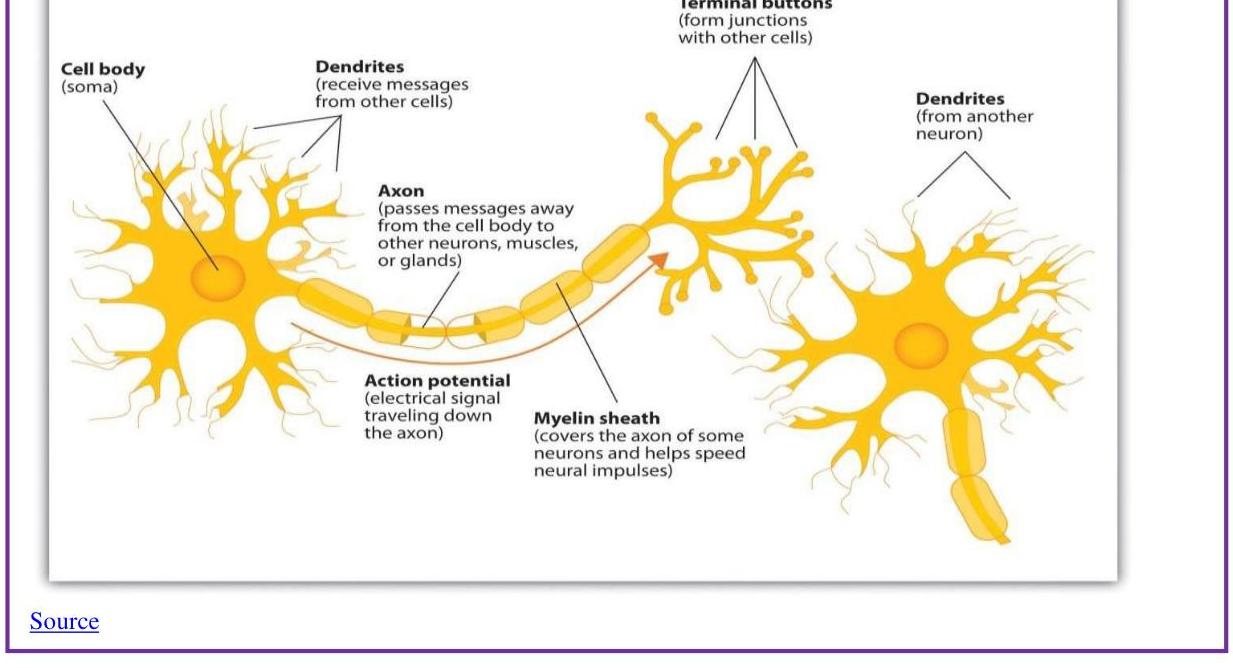 Terminal buttons
(form junctions
with other cells)
Cell body
(soma)
Dendrites
(receive messages
from other cells)
Dendrites
(from another
neuron)
Axon
(passes messages away
from the cell body to
other neurons, muscles,
or glands)
Action potential
(electrical signal
traveling down
the axon)
Myelin sheath
(covers the axon of some
neurons and helps speed
neural impulses)
Source